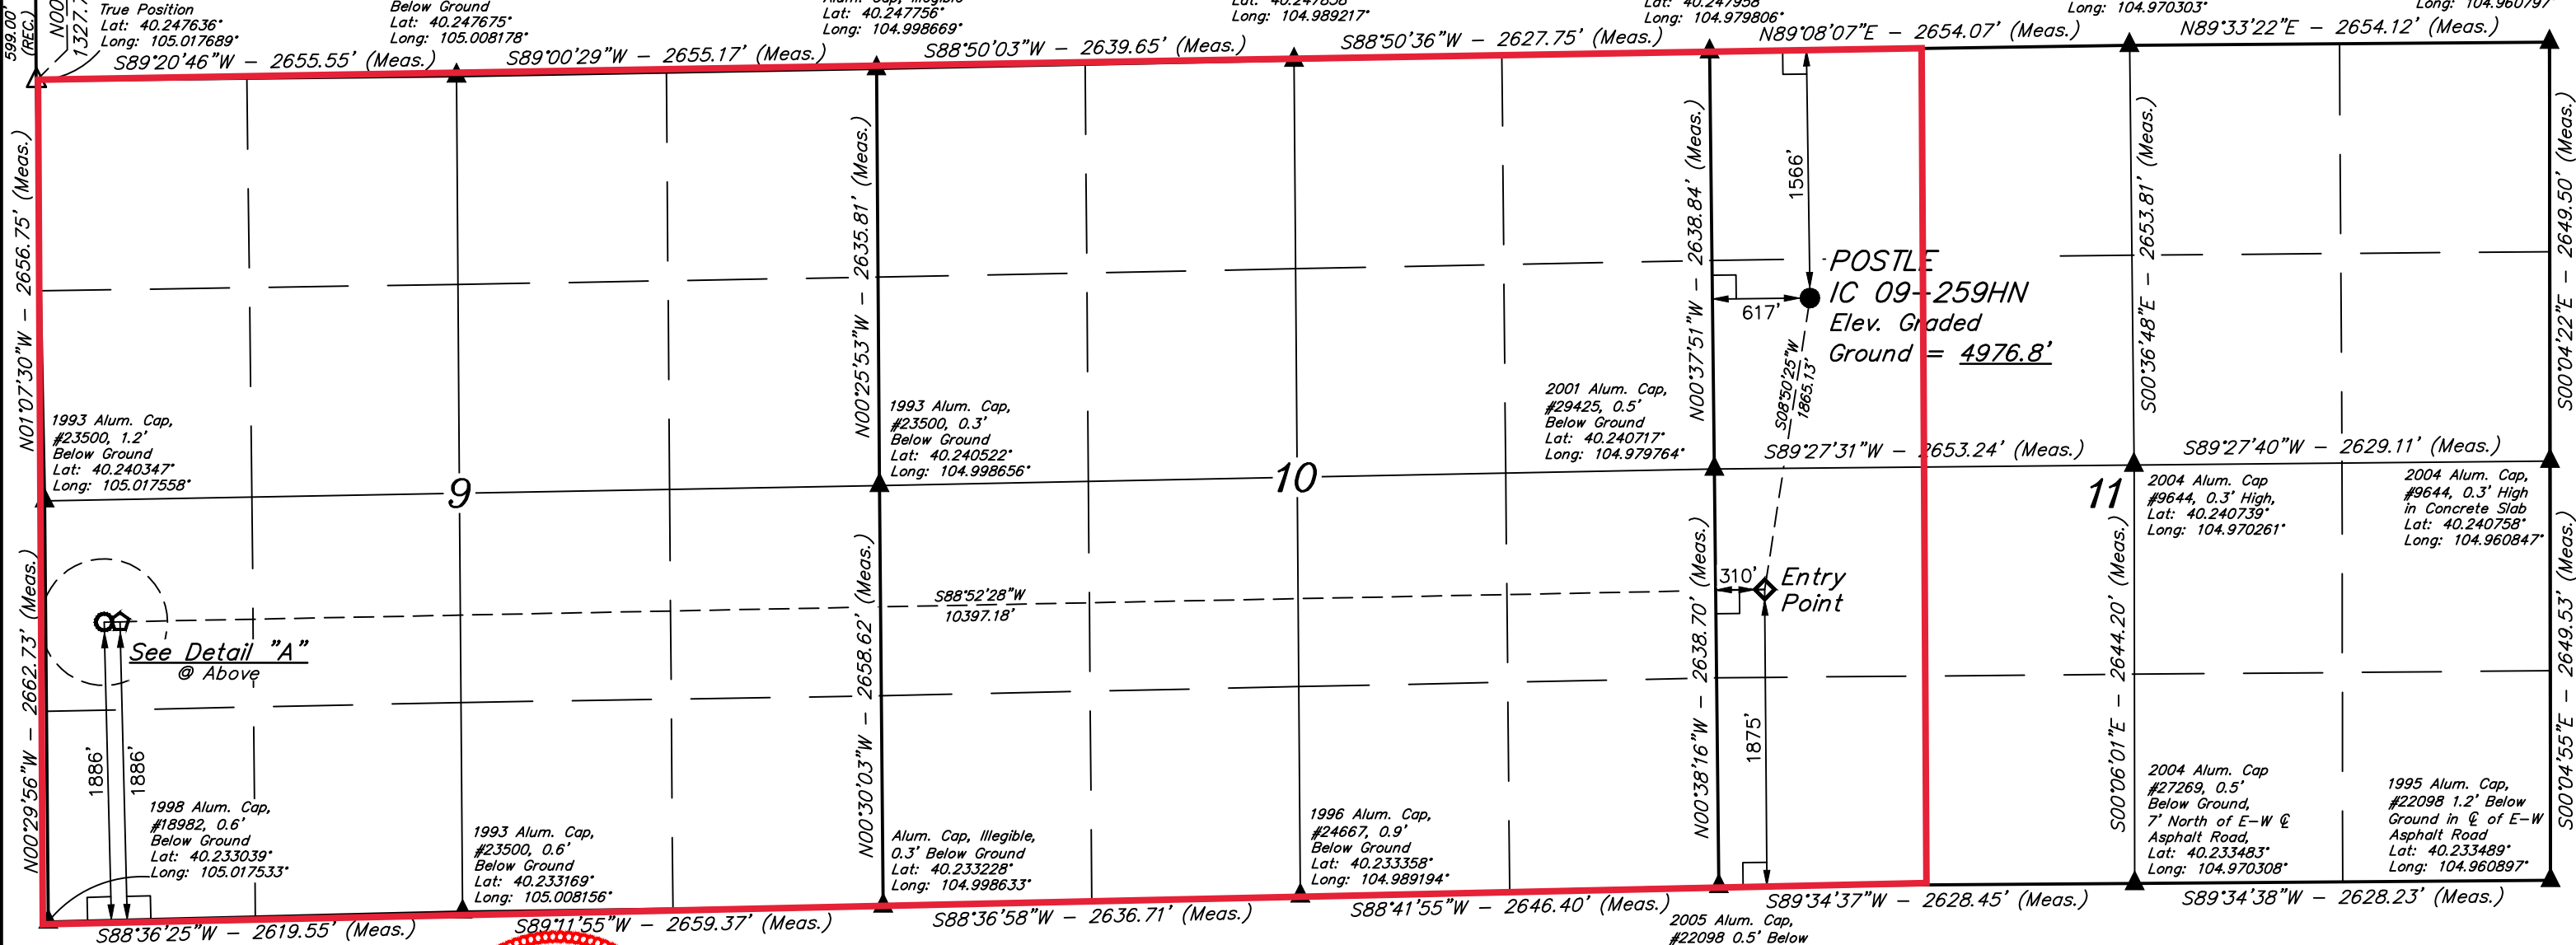 599.00'
(REC.)
N00
1327.7
True Position
Lat: 40.247636°
Long: 105.017689°
Below Ground
Lat: 40.247675°
Long: 105.008178°
Lat: 40.247756°
Long: 104.998669°
Long: 104.989217°
Lat: 40.247958°
Long: 104.979806°
Long: 104.970303°
Long: 104.960797°
S89°20'46"W - 2655.55' (Meas.)
S89°00'29"W - 2655.17' (Meas.)
S88°50'03"W - 2639.65' (Meas.)
S88°50'36"W - 2627.75' (Meas.)
N89°08'07"E - 2654.07' (Meas.)
N89°33'22"E - 2654.12' (Meas.)
N01°07'30"W - 2656.75' (Meas.)
N00°25'53"W - 2635.81' (Meas.)
N00°37'51"W - 2638.84' (Meas.)
S00°36'48"E - 2653.81' (Meas.)
S00°04'22"E - 2649.50' (Meas.)
1566'
617'
POSTLE
IC 09-259HN
Elev. Graded
Ground = 4976.8'
S08°50'25"W
1865.13'
1993 Alum. Cap,
#23500, 1.2'
Below Ground
Lat: 40.240347°
Long: 105.017558°
1993 Alum. Cap,
#23500, 0.3'
Below Ground
Lat: 40.240522°
Long: 104.998656°
2001 Alum. Cap,
#29425, 0.5'
Below Ground
Lat: 40.240717°
Long: 104.979764°
S89°27'31"W - 2653.24' (Meas.)
S89°27'40"W - 2629.11' (Meas.)
9
10
11
2004 Alum. Cap
#9644, 0.3' High,
Lat: 40.240739°
Long: 104.970261°
2004 Alum. Cap,
#9644, 0.3' High
in Concrete Slab
Lat: 40.240758°
Long: 104.960847°
N00°29'56"W - 2662.73' (Meas.)
N00°30'03"W - 2658.62' (Meas.)
N00°38'16"W - 2638.70' (Meas.)
S00°06'01"E - 2644.20' (Meas.)
S00°04'55"E - 2649.53' (Meas.)
See Detail "A"
@ Above
S88°52'28"W
10397.18'
310'
Entry
Point
1886'
1886'
1875'
1998 Alum. Cap,
#18982, 0.6'
Below Ground
Lat: 40.233039°
Long: 105.017533°
1993 Alum. Cap,
#23500, 0.6'
Below Ground
Lat: 40.233169°
Long: 105.008156°
Alum. Cap, Illegible,
0.3' Below Ground
Lat: 40.233228°
Long: 104.998633°
1996 Alum. Cap,
#24667, 0.9'
Below Ground
Lat: 40.233358°
Long: 104.989194°
2004 Alum. Cap
#27269, 0.5'
Below Ground,
7' North of E-W ℄
Asphalt Road,
Lat: 40.233483°
Long: 104.970308°
1995 Alum. Cap,
#22098 1.2' Below
Ground in ℄ of E-W
Asphalt Road
Lat: 40.233489°
Long: 104.960897°
S88°36'25"W - 2619.55' (Meas.)
S89°11'55"W - 2659.37' (Meas.)
S88°36'58"W - 2636.71' (Meas.)
S88°41'55"W - 2646.40' (Meas.)
S89°34'37"W - 2628.45' (Meas.)
S89°34'38"W - 2628.23' (Meas.)
2005 Alum. Cap,
#22098 0.5' Below